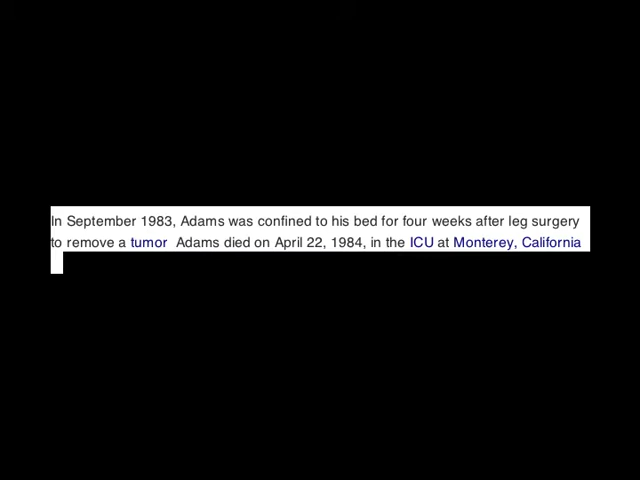 In September 1983, Adams was confined to his bed for four weeks after leg surgery
to remove a tumor Adams died on April 22, 1984, in the ICU at Monterey, California